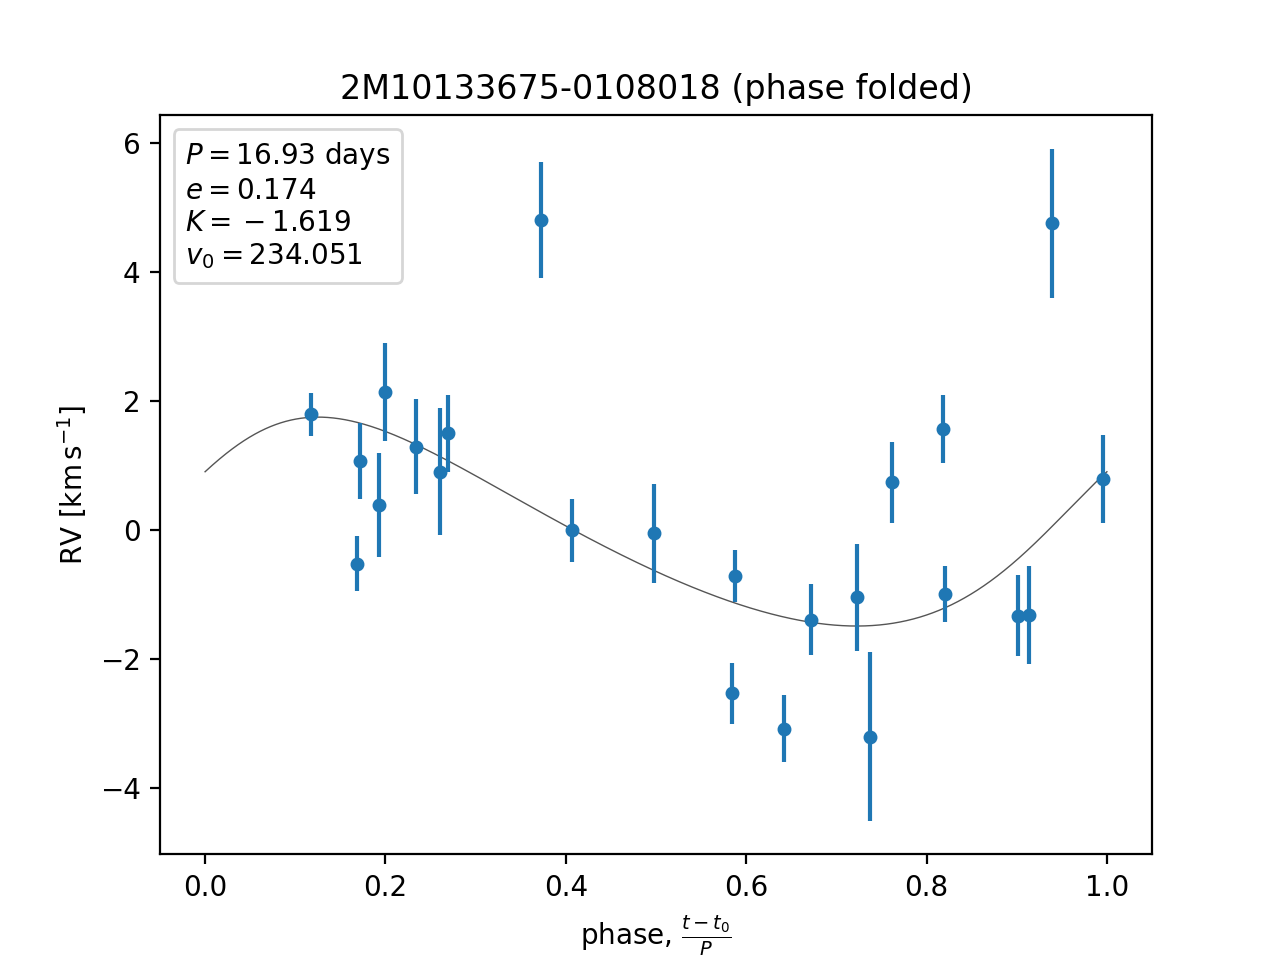 2M10133675-0108018 (phase folded)
P = 16.93 days
e = 0.174
K = −1.619
v₀ = 234.051
6
4
2
0
−2
−4
RV [km s⁻¹]
0.0 0.2 0.4 0.6 0.8 1.0
phase, (t − t₀)/P